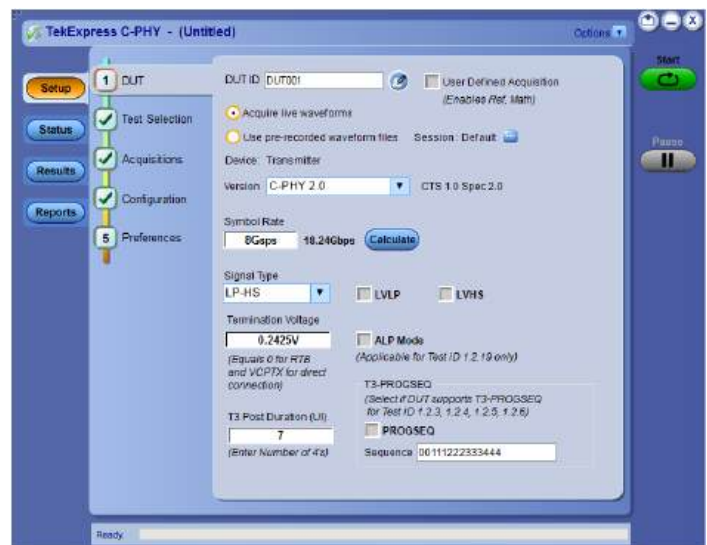 TekExpress C-PHY - (Untitled)
Options
Start
Setup
Status
Results
Reports
Pause
1 DUT
Test Selection
Acquisitions
Configuration
5 Preferences
DUT ID DUT001
User Defined Acquisition
(Enables Ref, Math)
Acquire live waveforms
Use pre-recorded waveform files Session: Default
Device: Transmitter
Version C-PHY 2.0 CTS 1.0 Spec 2.0
Symbol Rate
8Gsps 18.24Gbps Calculate
Signal Type
LP-HS LVLP LVHS
Termination Voltage
0.2425V ALP Mode
(Applicable for Test ID 1.2.19 only)
(Equals 0 for RTB
and VCPTX for direct
connection)
T3-PROGSEQ
(Select if DUT supports T3-PROGSEQ
for Test ID 1.2.3, 1.2.4, 1.2.5, 1.2.6)
T3 Post Duration (UI)
7
PROGSEQ
(Enter Number of 4's)
Sequence 00111222333444
Ready